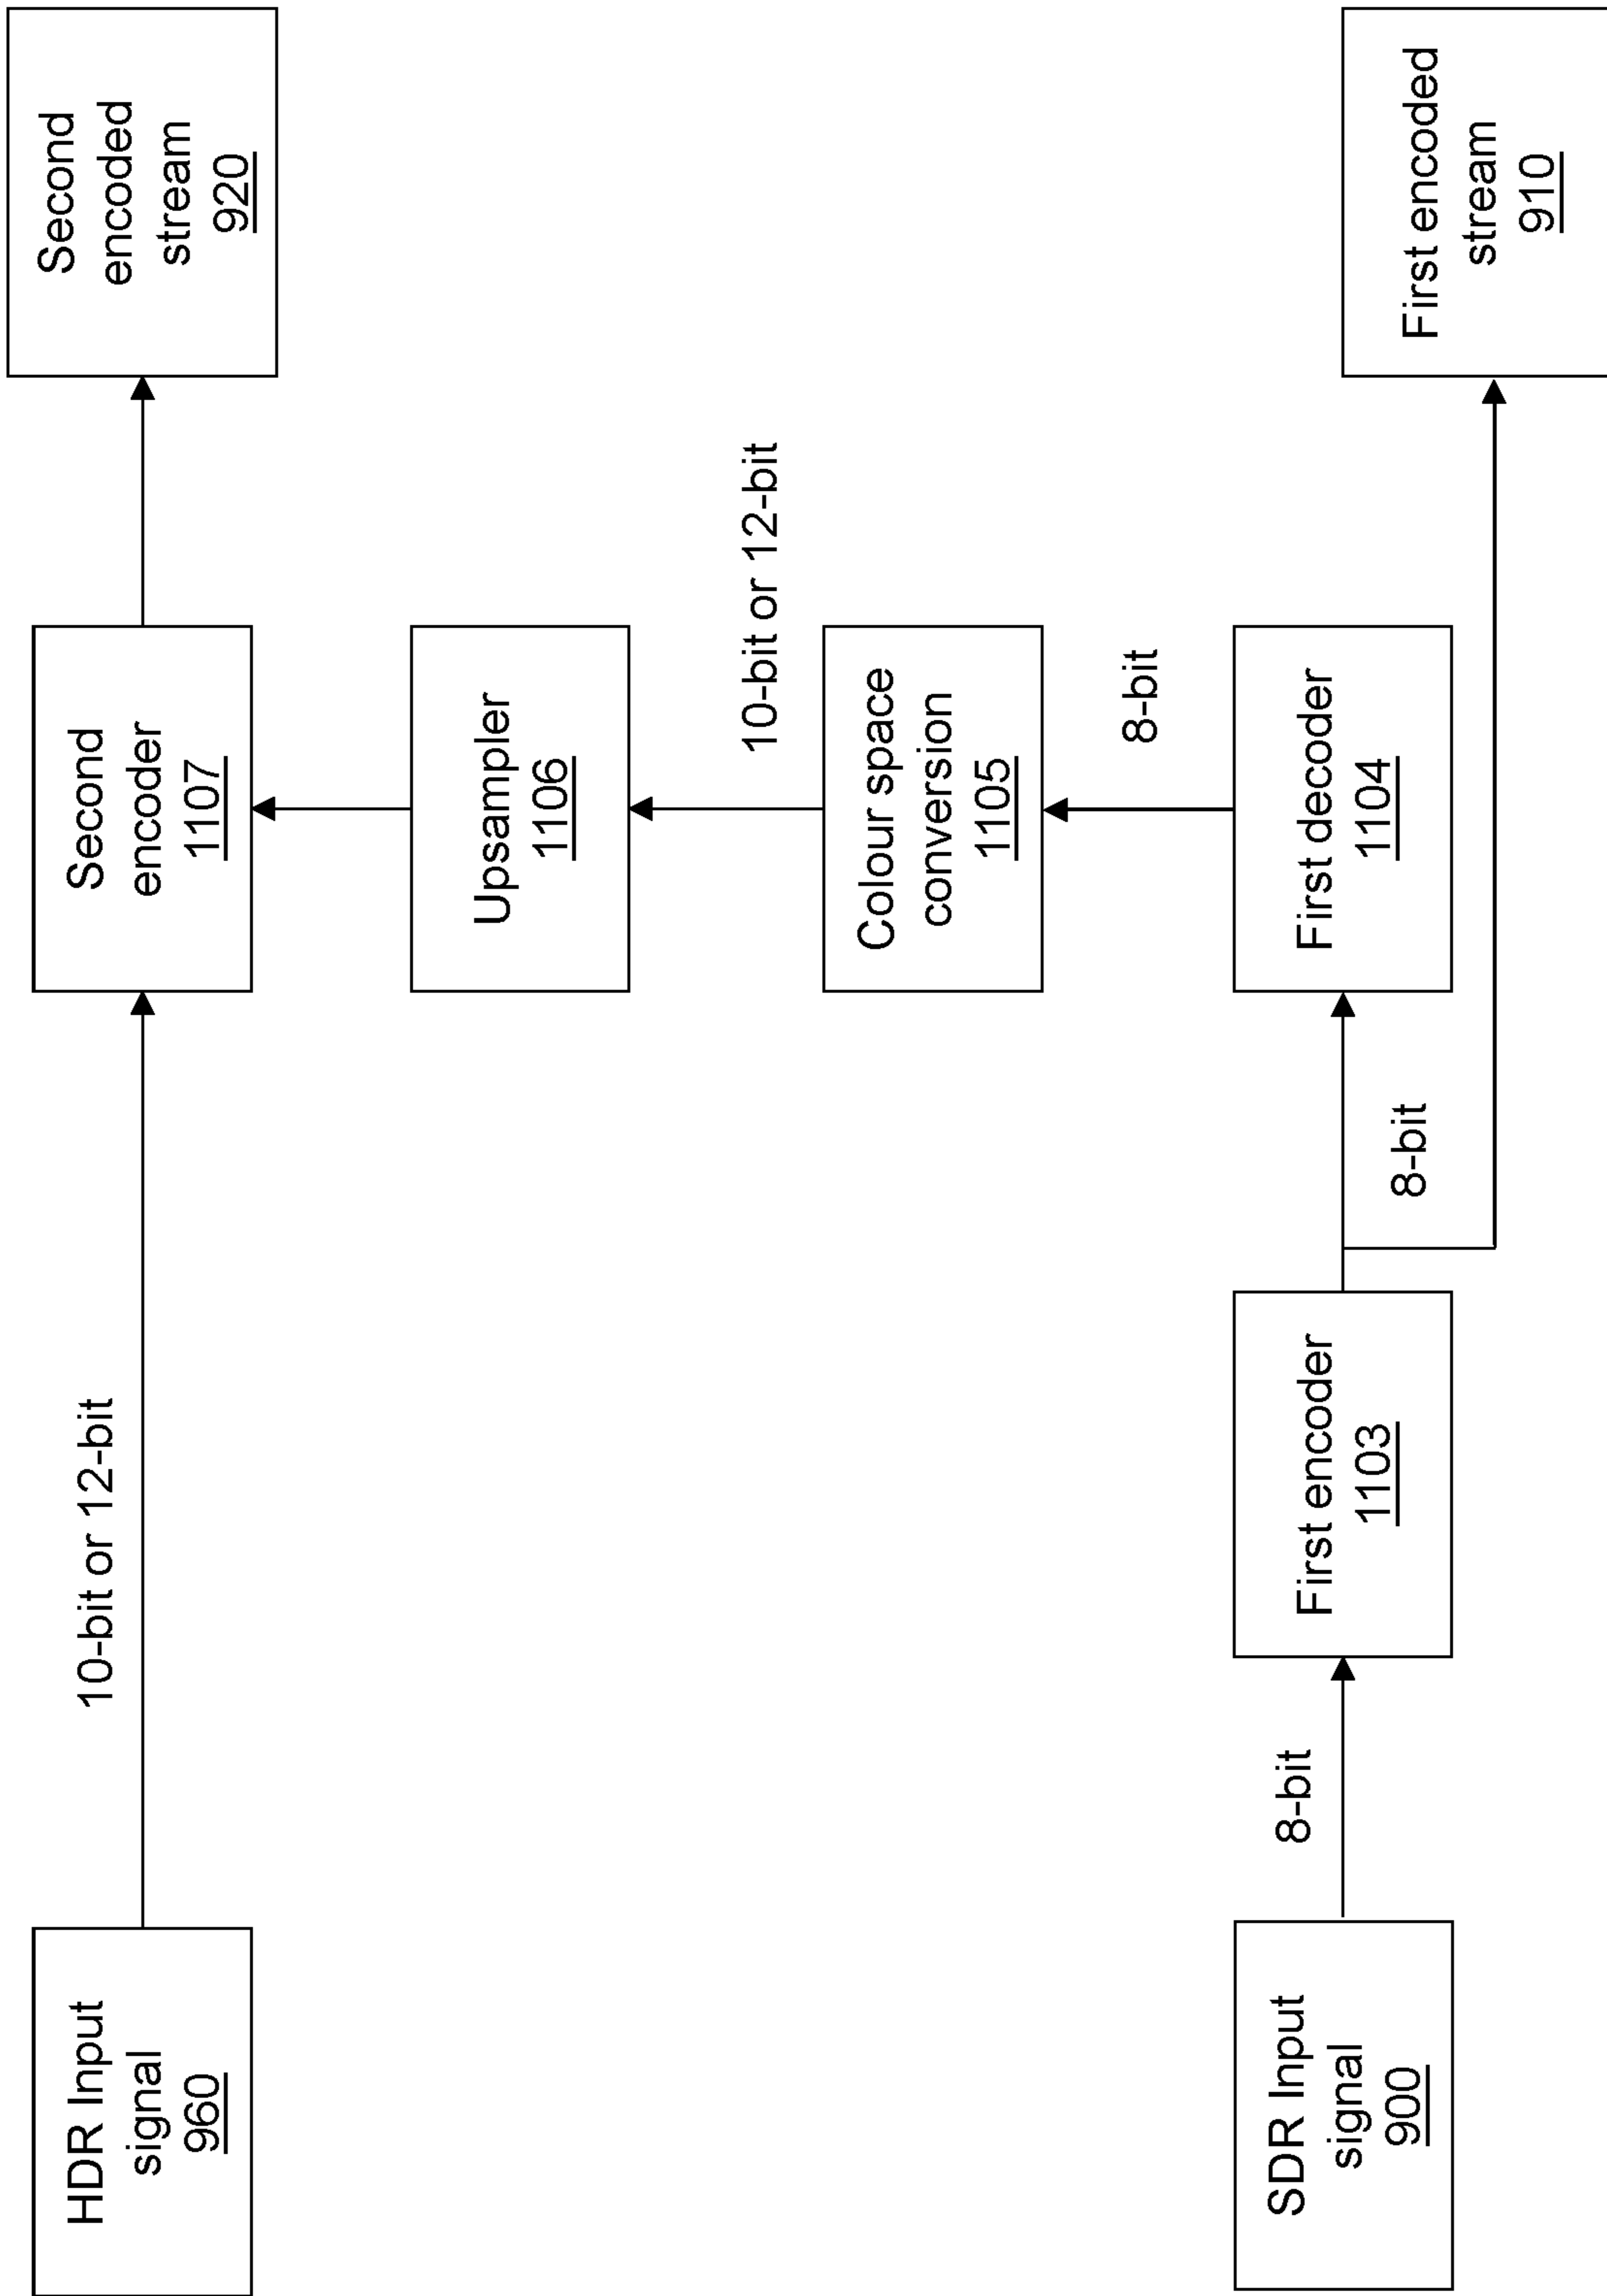 HDR Input
signal
960
10-bit or 12-bit
Second
encoder
1107
Second
encoded
stream
920
Upsampler
1106
10-bit or 12-bit
Colour space
conversion
1105
8-bit
SDR Input
signal
900
8-bit
First encoder
1103
8-bit
First decoder
1104
First encoded
stream
910